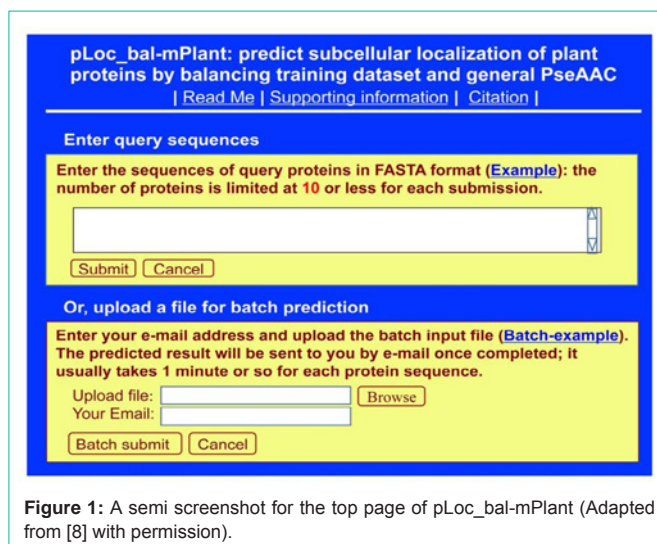 pLoc_bal-mPlant: predict subcellular localization of plant
proteins by balancing training dataset and general PseAAC
| Read Me | Supporting information | Citation |
Enter query sequences
Enter the sequences of query proteins in FASTA format (Example): the
number of proteins is limited at 10 or less for each submission.
Submit Cancel
Or, upload a file for batch prediction
Enter your e-mail address and upload the batch input file (Batch-example).
The predicted result will be sent to you by e-mail once completed; it
usually takes 1 minute or so for each protein sequence.
Upload file: Browse
Your Email:
Batch submit Cancel
Figure 1: A semi screenshot for the top page of pLoc_bal-mPlant (Adapted
from [8] with permission).